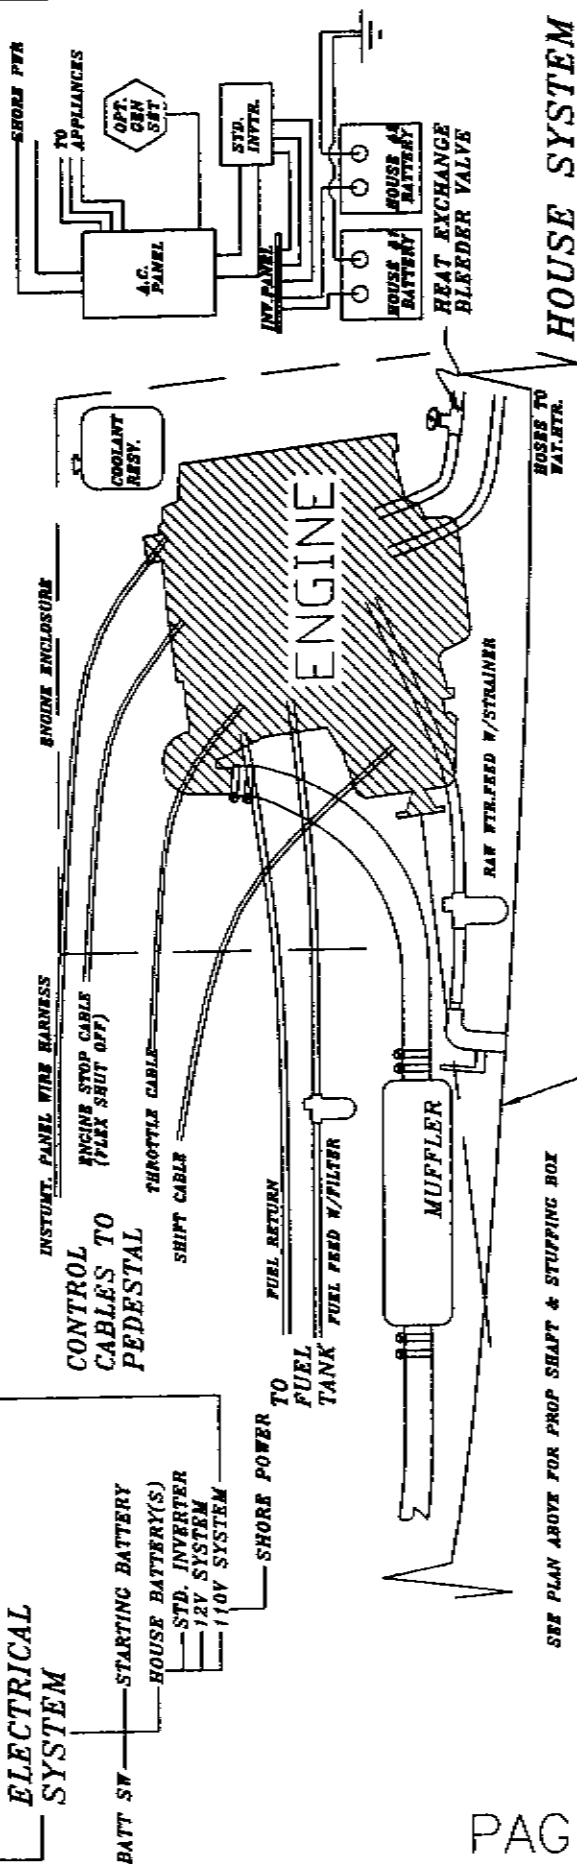 ELECTRICAL
SYSTEM
BATT SW
STARTING BATTERY
HOUSE BATTERY(S)
STD. INVERTER
12V SYSTEM
110V SYSTEM
SHORE POWER
INSTUMT. PANEL WIRE HARNESS
CONTROL
CABLES TO
PEDESTAL
ENGINE STOP CABLE
(FLEX SHUT OFF)
THROTTLE CABLE
SHIFT CABLE
FUEL RETURN
TO
FUEL
TANK
FUEL FEED W/FILTER
MUFFLER
ENGINE ENCLOSURE
COOLANT
RESV.
ENGINE
RAW WTR.FEED W/STRAINER
HOSES TO
WAT.HTR.
SEE PLAN ABOVE FOR PROP SHAFT & STUFFING BOX
SHORE PWR
TO
APPLIANCES
OPT.
GEN
SET
A.C.
PANEL
STD.
INVTR.
INV.PANEL
HOUSE #1
BATTERY
HOUSE #2
BATTERY
HEAT EXCHANGE
BLEEDER VALVE
HOUSE SYSTEM
PAG